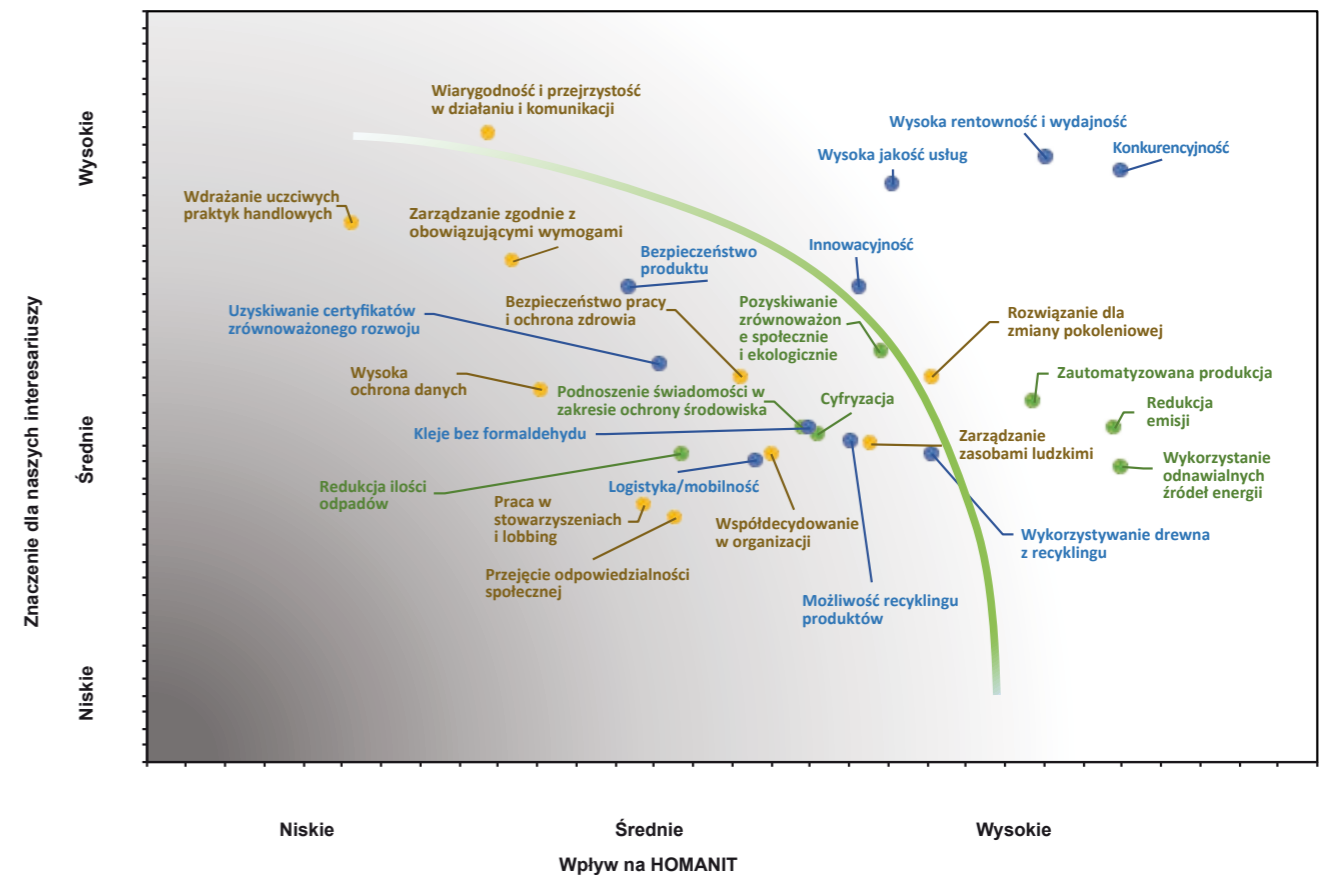 Wysokie
Średnie
Niskie
Znaczenie dla naszych interesariuszy
Wiarygodność i przejrzystość
w działaniu i komunikacji
Wysoka rentowność i wydajność
Wysoka jakość usług
Konkurencyjność
Wdrażanie uczciwych
praktyk handlowych
Zarządzanie zgodnie z
obowiązującymi wymogami
Bezpieczeństwo
produktu
Innowacyjność
Uzyskiwanie certyfikatów
zrównoważonego rozwoju
Bezpieczeństwo pracy
i ochrona zdrowia
Pozyskiwanie
zrównoważon
e społecznie
i ekologicznie
Rozwiązanie dla
zmiany pokoleniowej
Wysoka
ochrona danych
Podnoszenie świadomości w
zakresie ochrony środowiska
Cyfryzacja
Zautomatyzowana produkcja
Redukcja
emisji
Kleje bez formaldehydu
Zarządzanie
zasobami ludzkimi
Wykorzystanie
odnawialnych
źródeł energii
Redukcja ilości
odpadów
Logistyka/mobilność
Praca w
stowarzyszeniach
i lobbing
Współdecydowanie
w organizacji
Wykorzystywanie drewna
z recyklingu
Przejęcie odpowiedzialności
społecznej
Możliwość recyklingu
produktów
Niskie
Średnie
Wysokie
Wpływ na HOMANIT